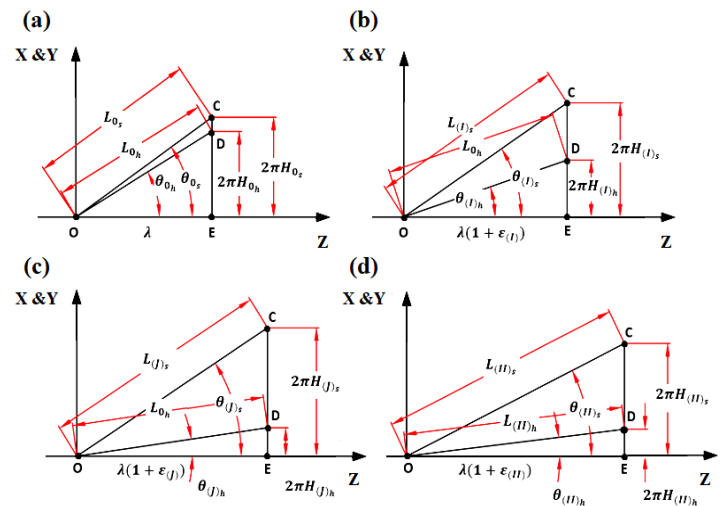 (a)
X &Y
L₀ₛ
L₀ₕ
C
D
θ₀ₕ
θ₀ₛ
2πH₀ₕ
2πH₀ₛ
O
λ
E
Z
(b)
X &Y
L₍I₎ₛ
L₀ₕ
C
D
θ₍I₎ₕ
θ₍I₎ₛ
2πH₍I₎ₕ
2πH₍I₎ₛ
O
λ(1 + ε₍I₎)
E
Z
(c)
X &Y
L₍J₎ₛ
L₀ₕ
C
D
θ₍J₎ₛ
2πH₍J₎ₛ
O
λ(1 + ε₍J₎)
E
Z
θ₍J₎ₕ
2πH₍J₎ₕ
(d)
X &Y
L₍II₎ₛ
L₍II₎ₕ
C
D
θ₍II₎ₛ
2πH₍II₎ₛ
O
λ(1 + ε₍II₎)
E
Z
θ₍II₎ₕ
2πH₍II₎ₕ